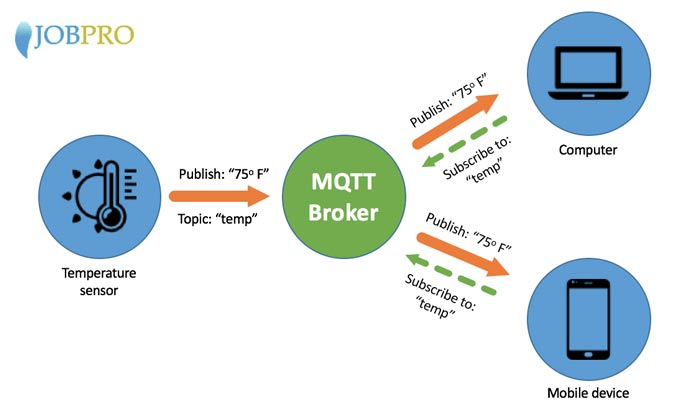 JOBPRO
Publish: “75º F”
Topic: “temp”
Temperature
sensor
MQTT
Broker
Publish: “75º F”
Subscribe to:
“temp”
Computer
Publish: “75º F”
Subscribe to:
“temp”
Mobile device